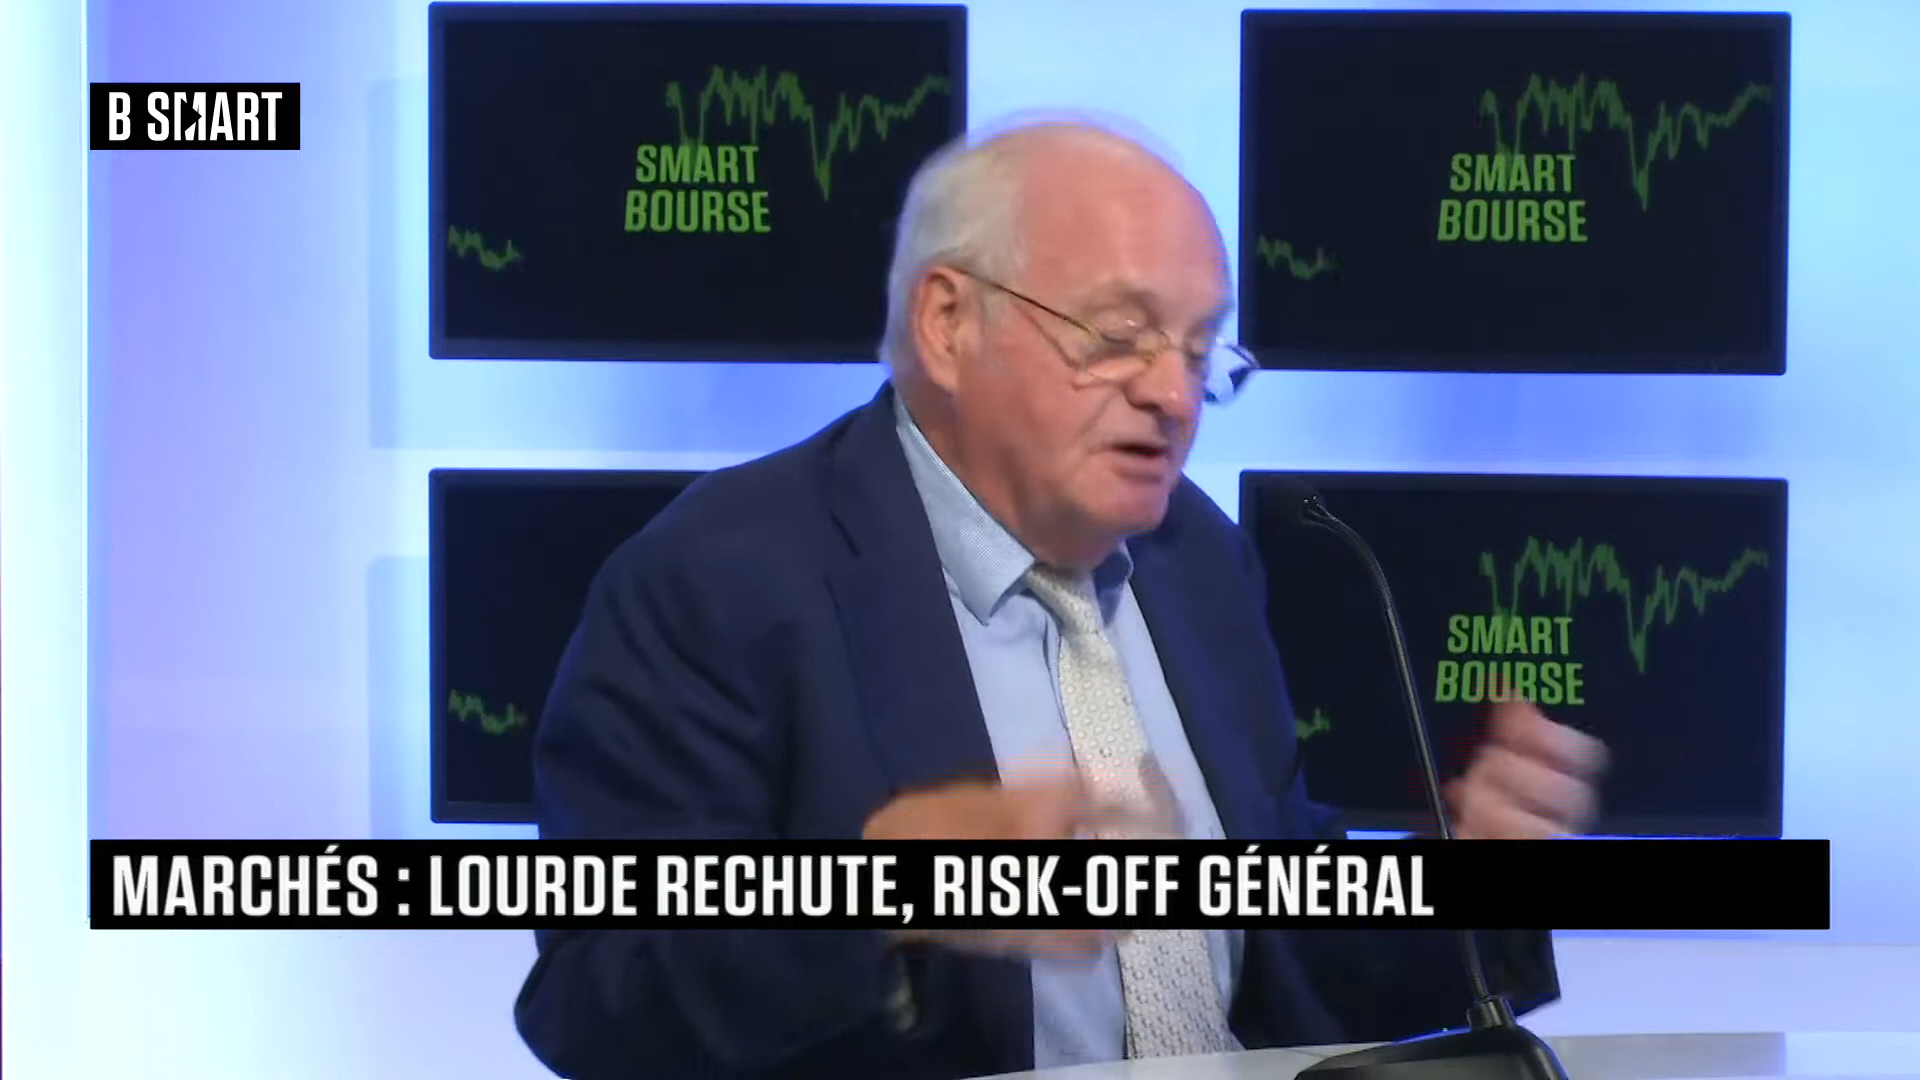 B SMART
SMART
BOURSE
SMART
BOURSE
SMART
BOURSE
MARCHÉS : LOURDE RECHUTE, RISK-OFF GÉNÉRAL